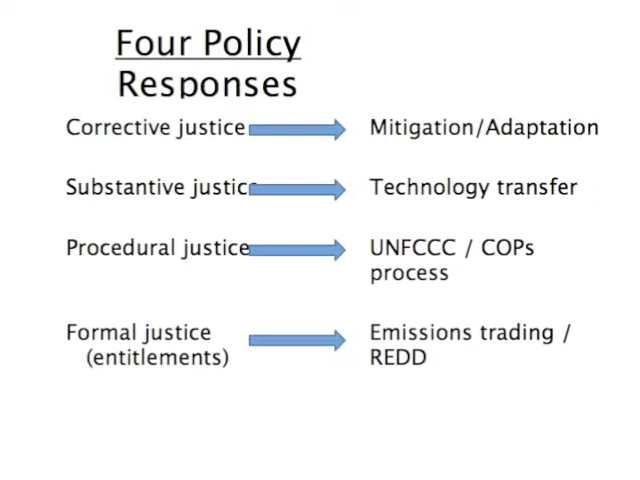 Four Policy
Responses
Corrective justice Mitigation/Adaptation
Substantive justice Technology transfer
Procedural justice UNFCCC / COPs
process
Formal justice Emissions trading /
(entitlements) REDD